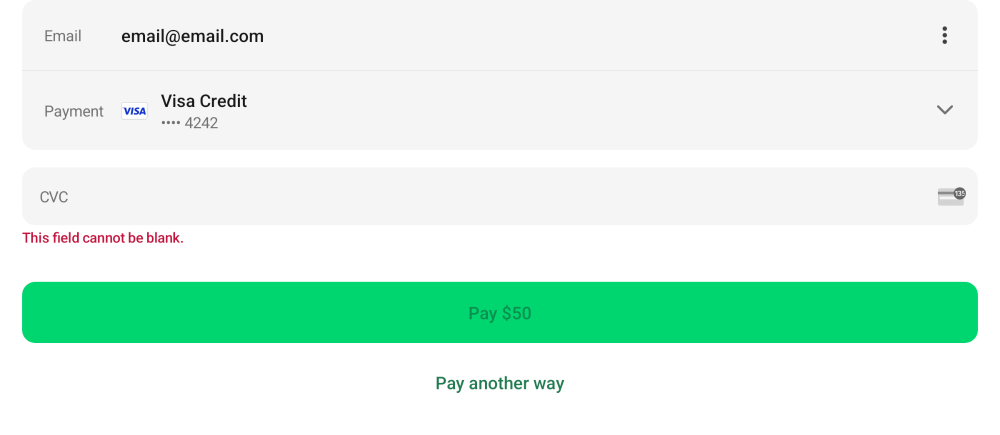 Email email@email.com
Payment VISA Visa Credit
•••• 4242
CVC 135
This field cannot be blank.
Pay $50
Pay another way